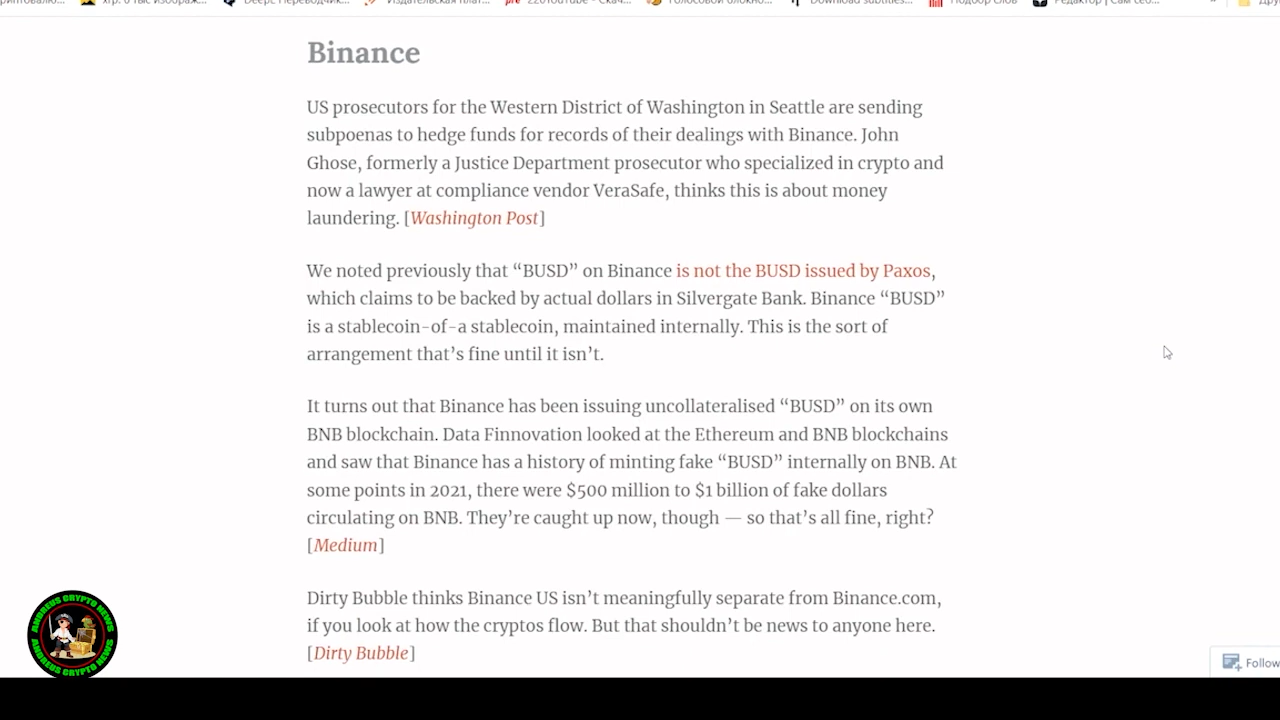 Binance
US prosecutors for the Western District of Washington in Seattle are sending
subpoenas to hedge funds for records of their dealings with Binance. John
Ghose, formerly a Justice Department prosecutor who specialized in crypto and
now a lawyer at compliance vendor VeraSafe, thinks this is about money
laundering. [Washington Post]
We noted previously that “BUSD” on Binance is not the BUSD issued by Paxos,
which claims to be backed by actual dollars in Silvergate Bank. Binance “BUSD”
is a stablecoin-of-a stablecoin, maintained internally. This is the sort of
arrangement that’s fine until it isn’t.
It turns out that Binance has been issuing uncollateralised “BUSD” on its own
BNB blockchain. Data Finnovation looked at the Ethereum and BNB blockchains
and saw that Binance has a history of minting fake “BUSD” internally on BNB. At
some points in 2021, there were $500 million to $1 billion of fake dollars
circulating on BNB. They’re caught up now, though — so that’s all fine, right?
[Medium]
Dirty Bubble thinks Binance US isn’t meaningfully separate from Binance.com,
if you look at how the cryptos flow. But that shouldn’t be news to anyone here.
[Dirty Bubble]
ANDREUS CRYPTO NEWS
ANDREUS CRYPTO NEWS
Follow